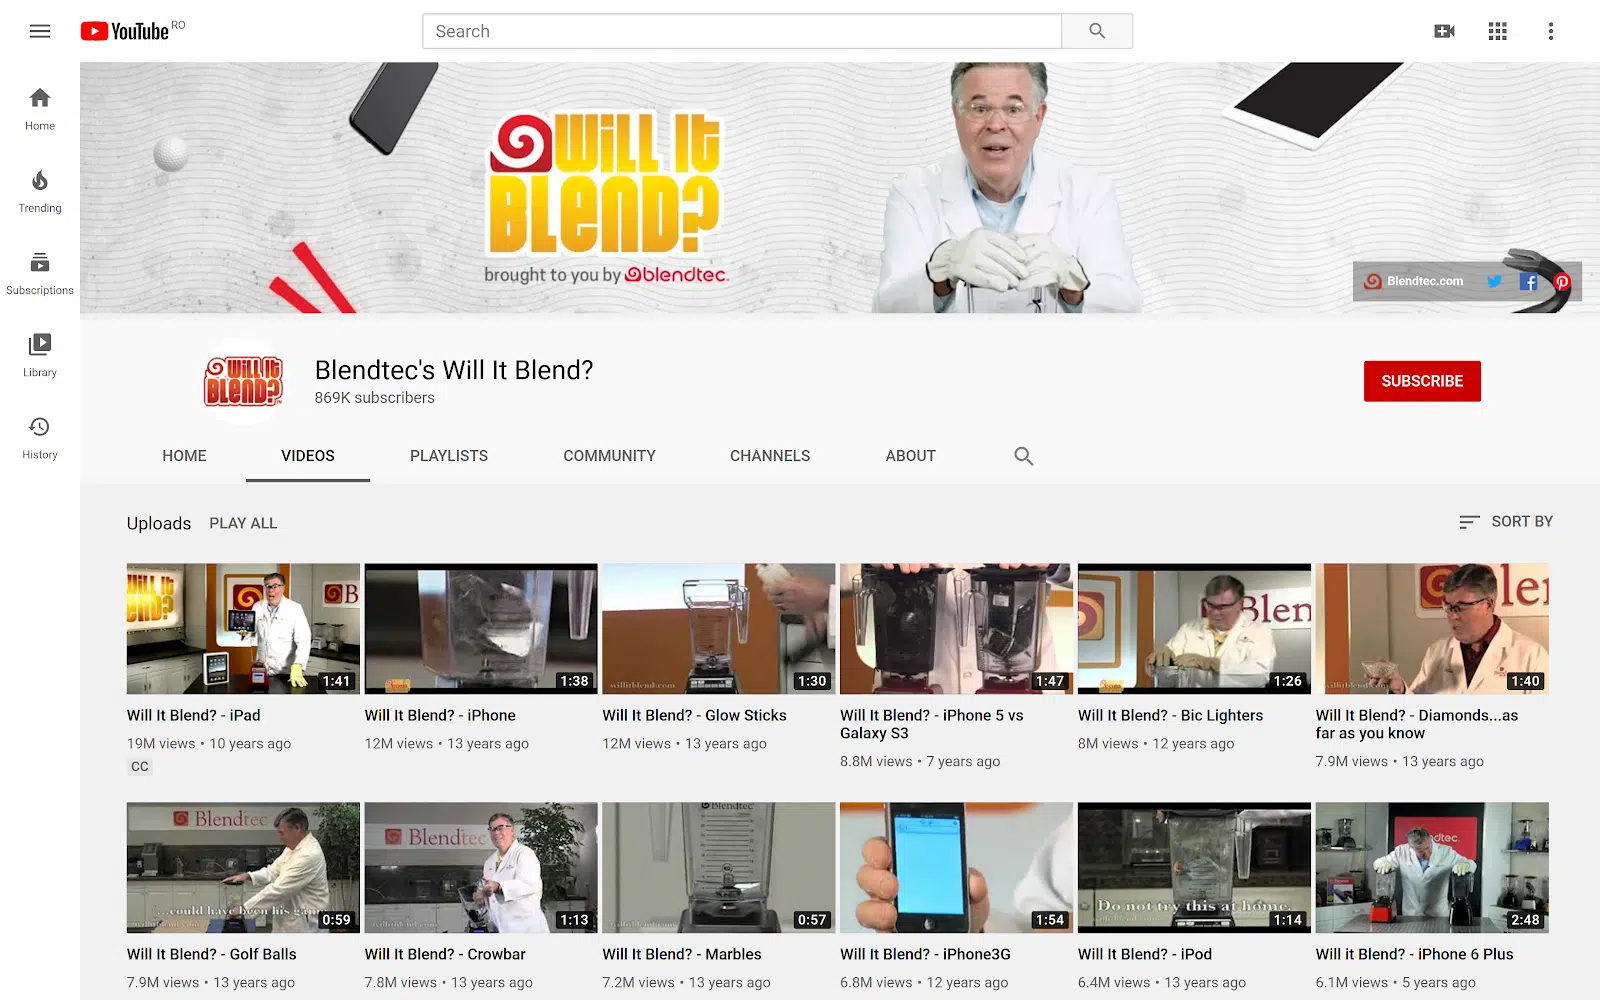 YouTube RO
Search
Home
Trending
Subscriptions
Library
History
WILL IT
BLEND?
brought to you by blendtec.
Blendtec.com
WILL IT
BLEND?
Blendtec's Will It Blend?
869K subscribers
SUBSCRIBE
HOME VIDEOS PLAYLISTS COMMUNITY CHANNELS ABOUT
Uploads PLAY ALL SORT BY
1:41 1:38 1:30 1:47 1:26 1:40
Will It Blend? - iPad
19M views • 10 years ago
CC
Will It Blend? - iPhone
12M views • 13 years ago
willitblend.com
Will It Blend? - Glow Sticks
12M views • 13 years ago
Will It Blend? - iPhone 5 vs
Galaxy S3
8.8M views • 7 years ago
Blen
Will It Blend? - Bic Lighters
8M views • 12 years ago
Will It Blend? - Diamonds...as
far as you know
7.9M views • 13 years ago
Blendtec
...could have been his game
0:59
Will It Blend? - Golf Balls
7.9M views • 13 years ago
Blendtec
1:13
Will It Blend? - Crowbar
7.8M views • 13 years ago
Blendtec
0:57
Will It Blend? - Marbles
7.2M views • 13 years ago
1:54
Will It Blend? - iPhone3G
6.8M views • 12 years ago
Do not try this at home.
1:14
Will It Blend? - iPod
6.4M views • 13 years ago
2:48
Will it Blend? - iPhone 6 Plus
6.1M views • 5 years ago